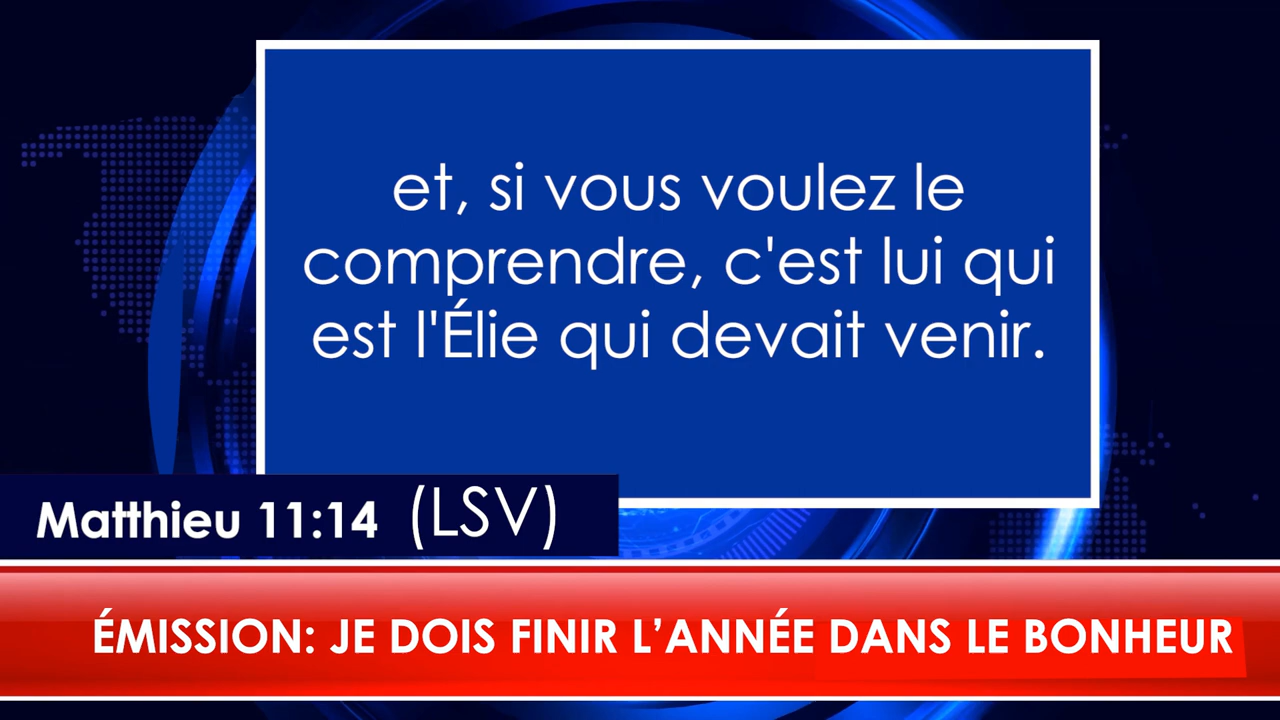 et, si vous voulez le
comprendre, c'est lui qui
est l'Élie qui devait venir.
Matthieu 11:14 (LSV)
ÉMISSION: JE DOIS FINIR L’ANNÉE DANS LE BONHEUR